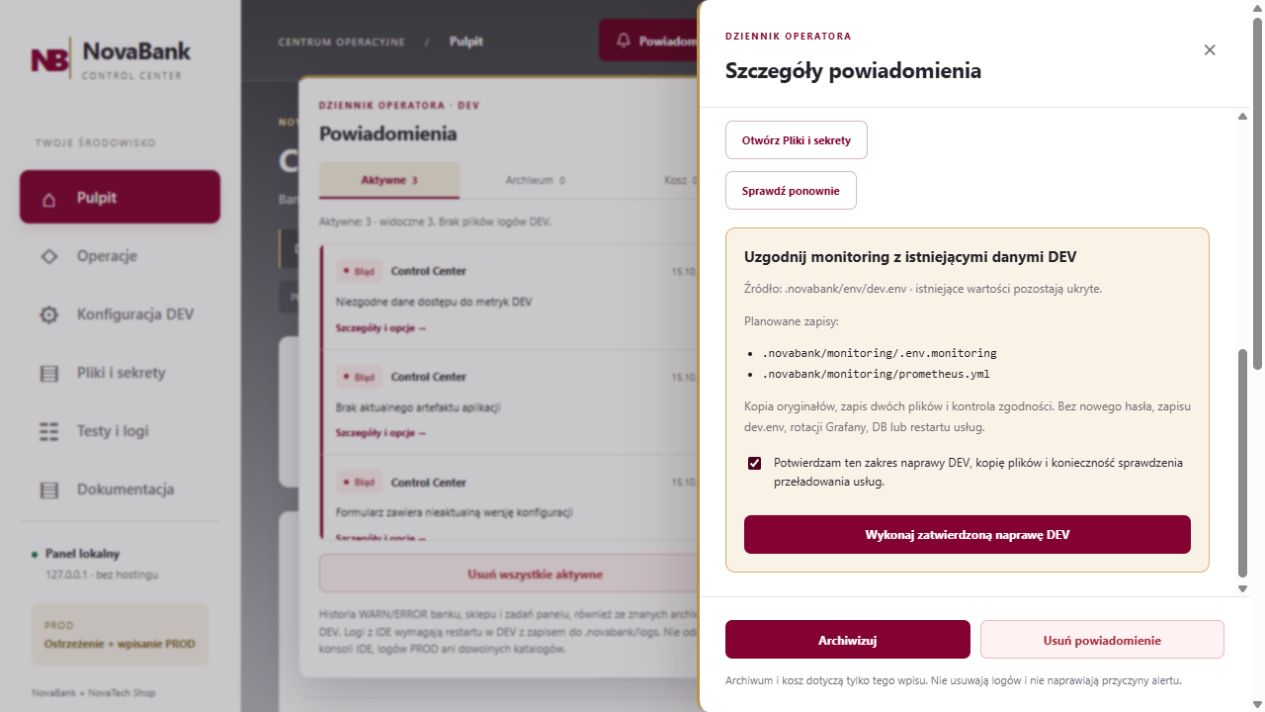 NB NovaBank
CONTROL CENTER
TWOJE ŚRODOWISKO
Pulpit
Operacje
Konfiguracja DEV
Pliki i sekrety
Testy i logi
Dokumentacja
Panel lokalny
127.0.0.1 · bez hostingu
PROD
Ostrzeżenie + wpisanie PROD
NovaBank + NovaTech Shop
CENTRUM OPERACYJNE / Pulpit
DZIENNIK OPERATORA · DEV
Powiadomienia
Aktywne 3
Archiwum 0
Kosz
Aktywne: 3 · widoczne 3. Brak plików logów DEV.
Błąd Control Center 15.10.
Niezgodne dane dostępu do metryk DEV
Szczegóły i opcje →
Błąd Control Center 15.10.
Brak aktualnego artefaktu aplikacji
Szczegóły i opcje →
Błąd Control Center 15.10.
Formularz zawiera nieaktualną wersję konfiguracji
Szczegóły i opcje →
Usuń wszystkie aktywne
Historia WARN/ERROR banku, sklepu i zadań panelu, również ze znanych
DEV. Logi z IDE wymagają restartu w DEV z zapisem do .novabank/logs. Nie
konsoli IDE, logów PROD ani dowolnych katalogów.
DZIENNIK OPERATORA
Szczegóły powiadomienia
Otwórz Pliki i sekrety
Sprawdź ponownie
Uzgodnij monitoring z istniejącymi danymi DEV
Źródło: .novabank/env/dev.env · istniejące wartości pozostają ukryte.
Planowane zapisy:
• .novabank/monitoring/.env.monitoring
• .novabank/monitoring/prometheus.yml
Kopia oryginałów, zapis dwóch plików i kontrola zgodności. Bez nowego hasła, zapisu
dev.env, rotacji Grafany, DB lub restartu usług.
Potwierdzam ten zakres naprawy DEV, kopię plików i konieczność sprawdzenia
przeładowania usług.
Wykonaj zatwierdzoną naprawę DEV
Archiwizuj
Usuń powiadomienie
Archiwum i kosz dotyczą tylko tego wpisu. Nie usuwają logów i nie naprawiają przyczyny alertu.